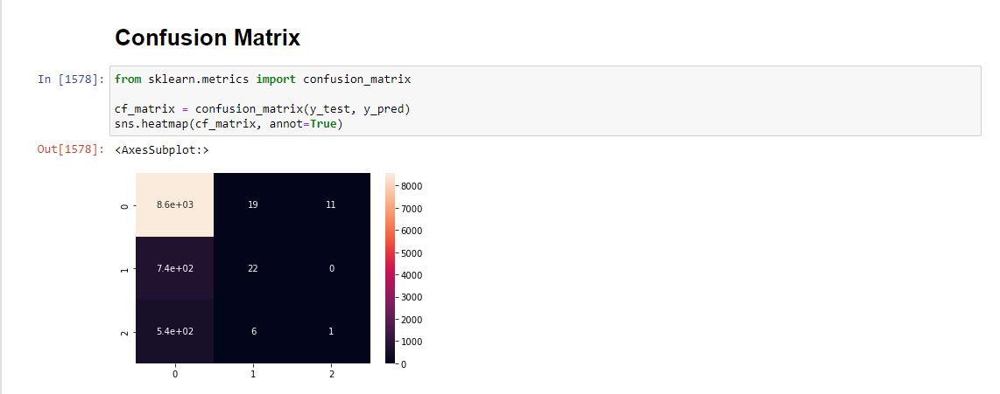 Confusion Matrix
In [1578]: from sklearn.metrics import confusion_matrix
cf_matrix = confusion_matrix(y_test, y_pred)
sns.heatmap(cf_matrix, annot=True)
Out[1578]: <AxesSubplot:>
0 8.6e+03 19 11
1 7.4e+02 22 0
2 5.4e+02 6 1
0 1 2
8000
7000
6000
5000
4000
3000
2000
1000
0